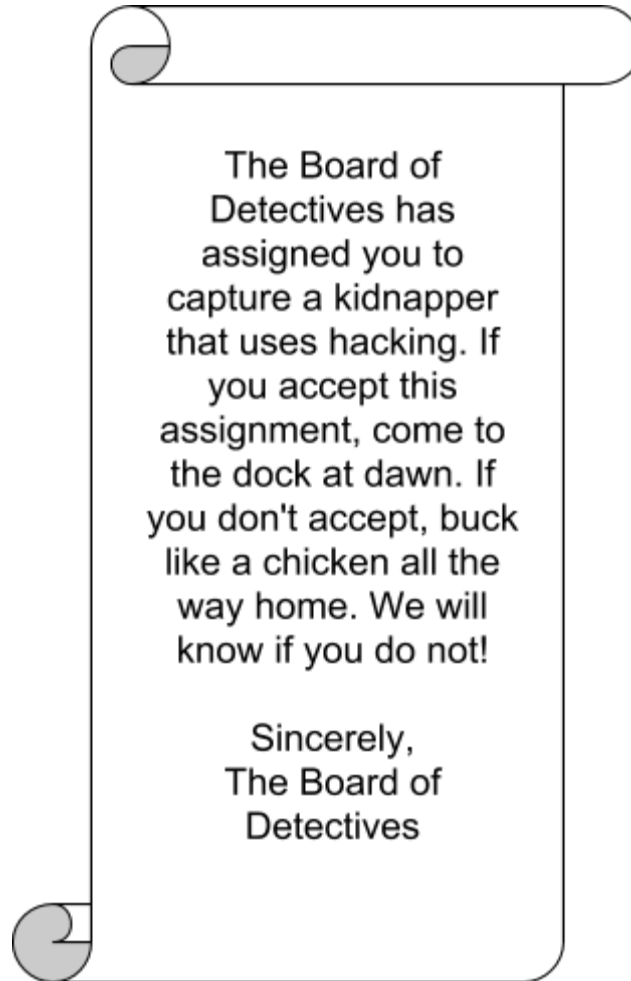 The Board of
Detectives has
assigned you to
capture a kidnapper
that uses hacking. If
you accept this
assignment, come to
the dock at dawn. If
you don't accept, buck
like a chicken all the
way home. We will
know if you do not!
Sincerely,
The Board of
Detectives